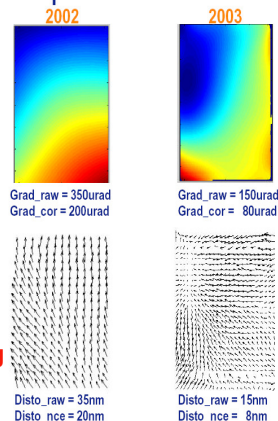 2002 2003
Grad_raw = 350urad Grad_raw = 150urad
Grad_cor = 200urad Grad_cor = 80urad
Disto_raw = 35nm Disto_raw = 15nm
Disto nce = 20nm Disto nce = 8nm